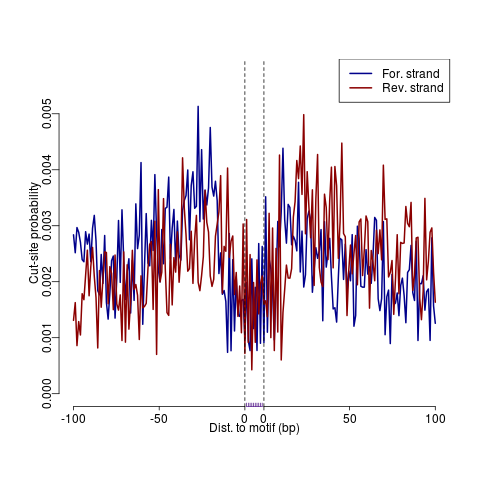 For. strand
Rev. strand
Cut-site probability
0.005
0.004
0.003
0.002
0.001
0.000
-100 -50 0 0 50 100
Dist. to motif (bp)